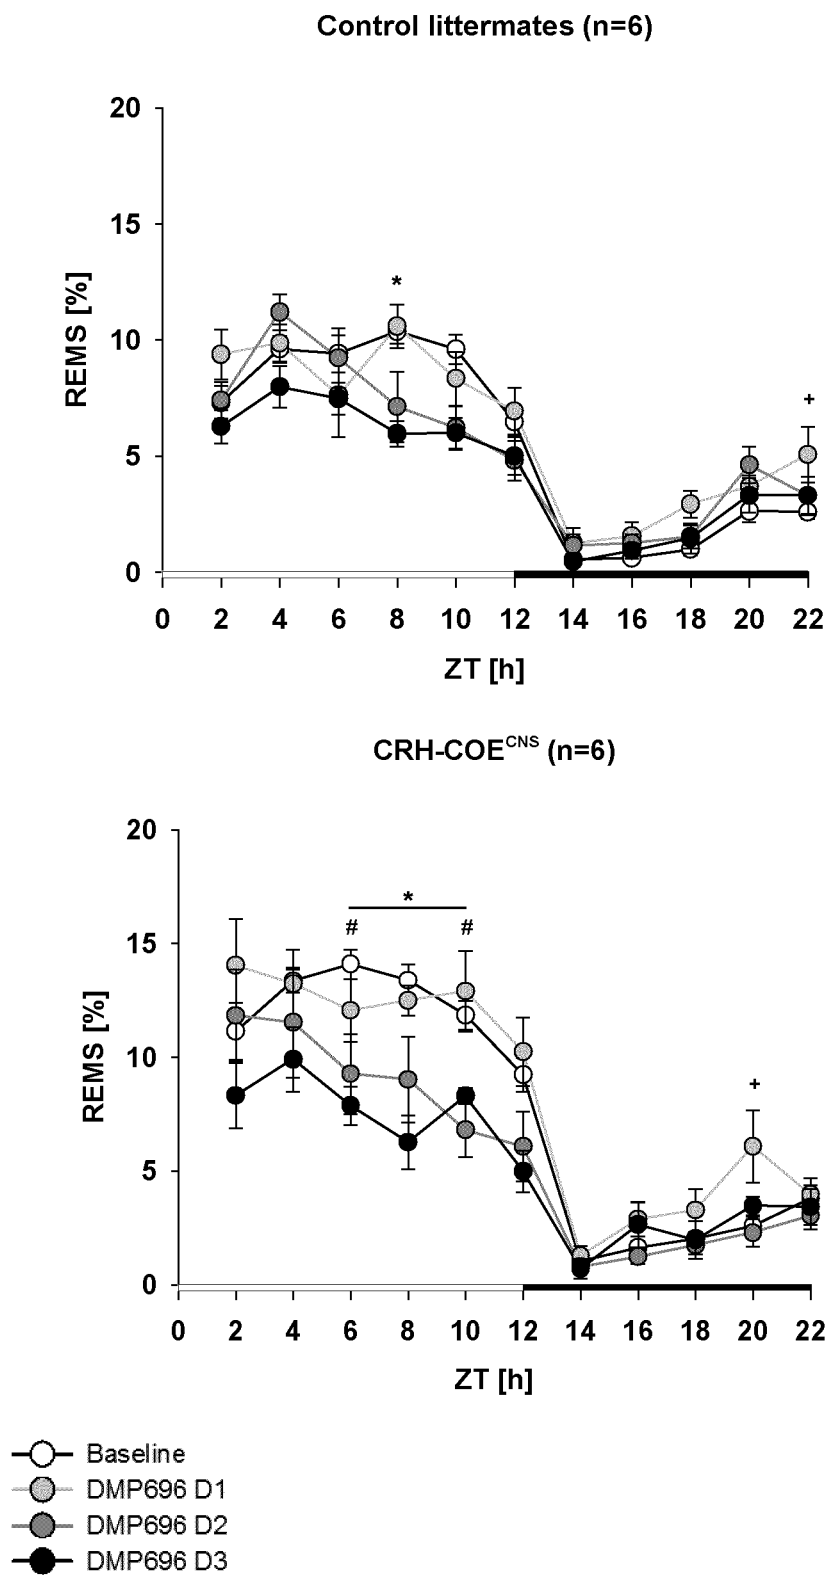 Control littermates (n=6)
20
15
*
REMS [%]
10
+
5
0
0 2 4 6 8 10 12 14 16 18 20 22
ZT [h]
CRH-COE^CNS (n=6)
20
*
# #
15
REMS [%]
10
+
5
0
0 2 4 6 8 10 12 14 16 18 20 22
ZT [h]
Baseline
DMP696 D1
DMP696 D2
DMP696 D3